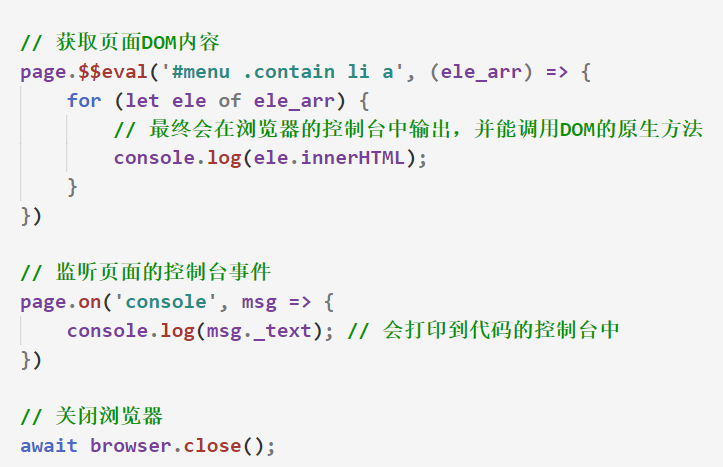 // 获取页面DOM内容
page.$$eval('#menu .contain li a', (ele_arr) => {
    for (let ele of ele_arr) {
        // 最终会在浏览器的控制台中输出，并能调用DOM的原生方法
        console.log(ele.innerHTML);
    }
})
// 监听页面的控制台事件
page.on('console', msg => {
    console.log(msg._text); // 会打印到代码的控制台中
})
// 关闭浏览器
await browser.close();